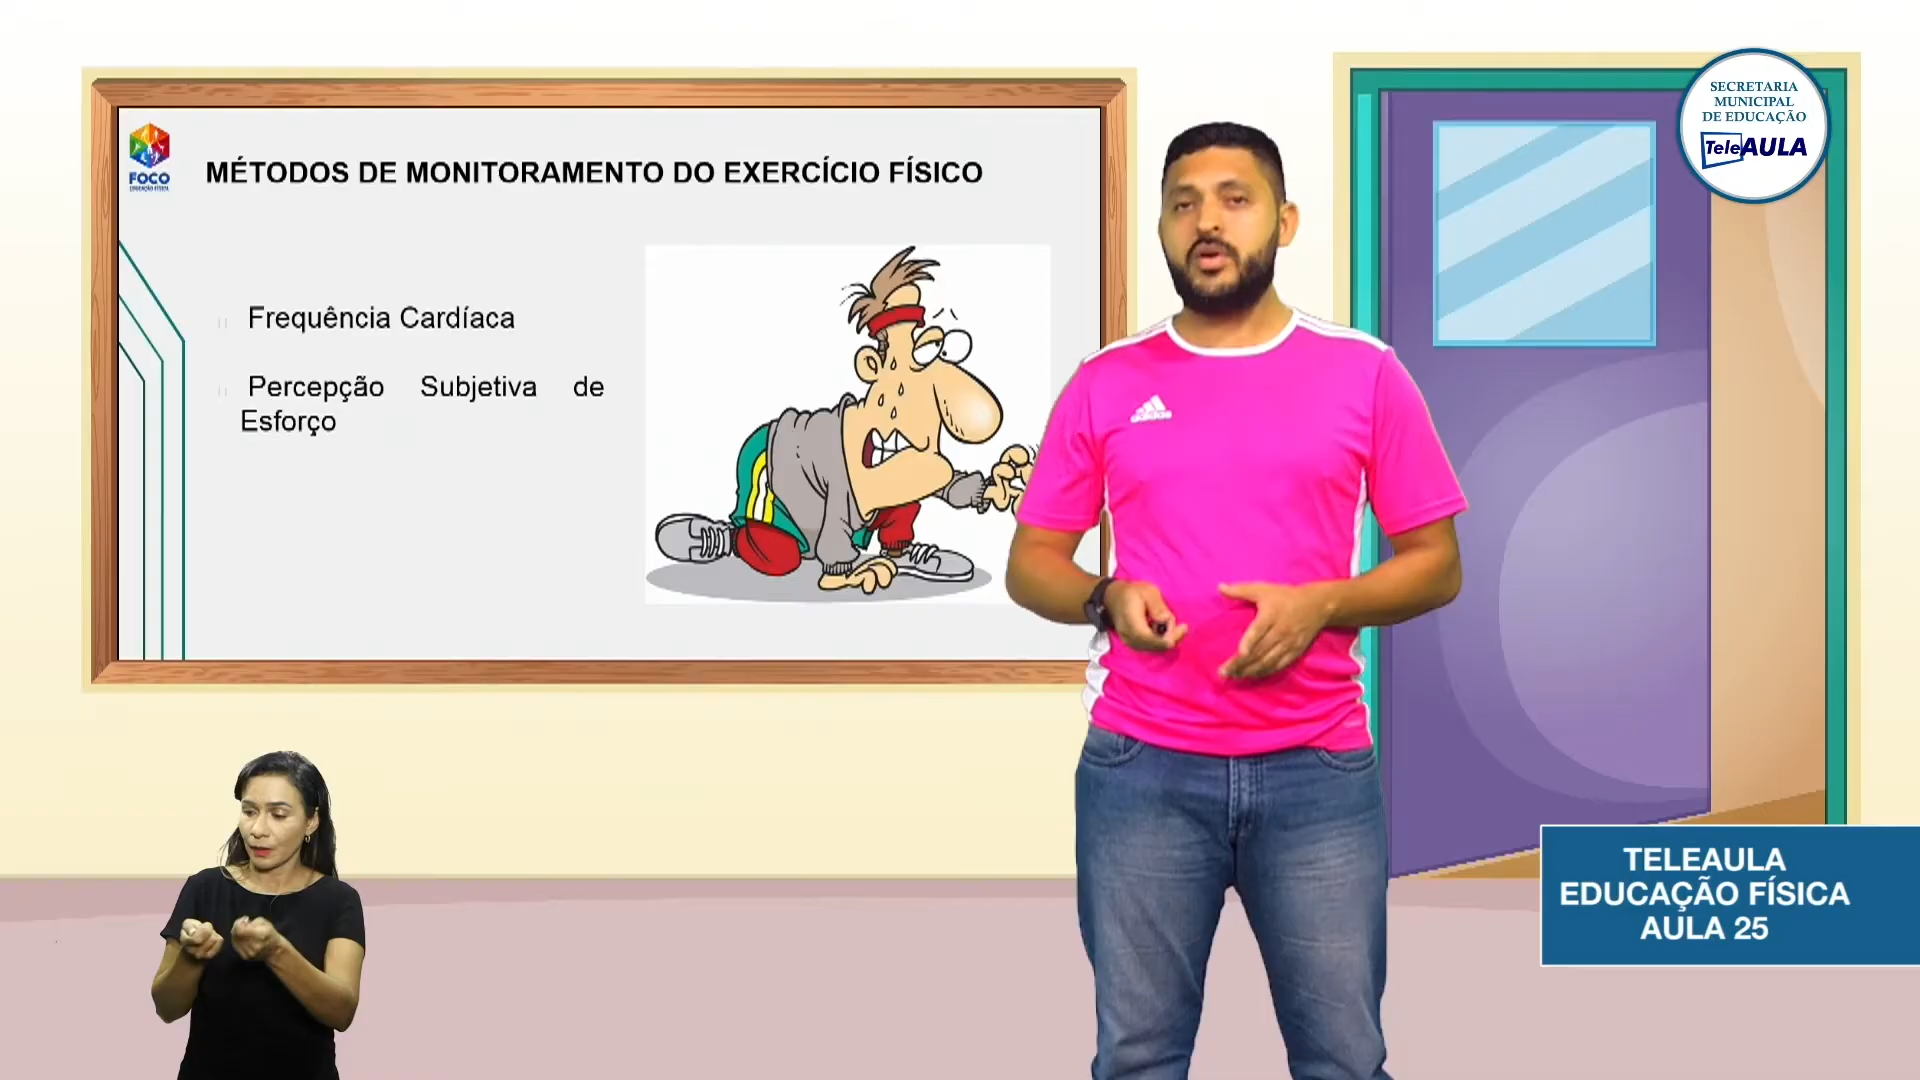 FOCO
MÉTODOS DE MONITORAMENTO DO EXERCÍCIO FÍSICO
Frequência Cardíaca
Percepção Subjetiva de
Esforço
adidas
SECRETARIA
MUNICIPAL
DE EDUCAÇÃO
TeleAULA
TELEAULA
EDUCAÇÃO FÍSICA
AULA 25